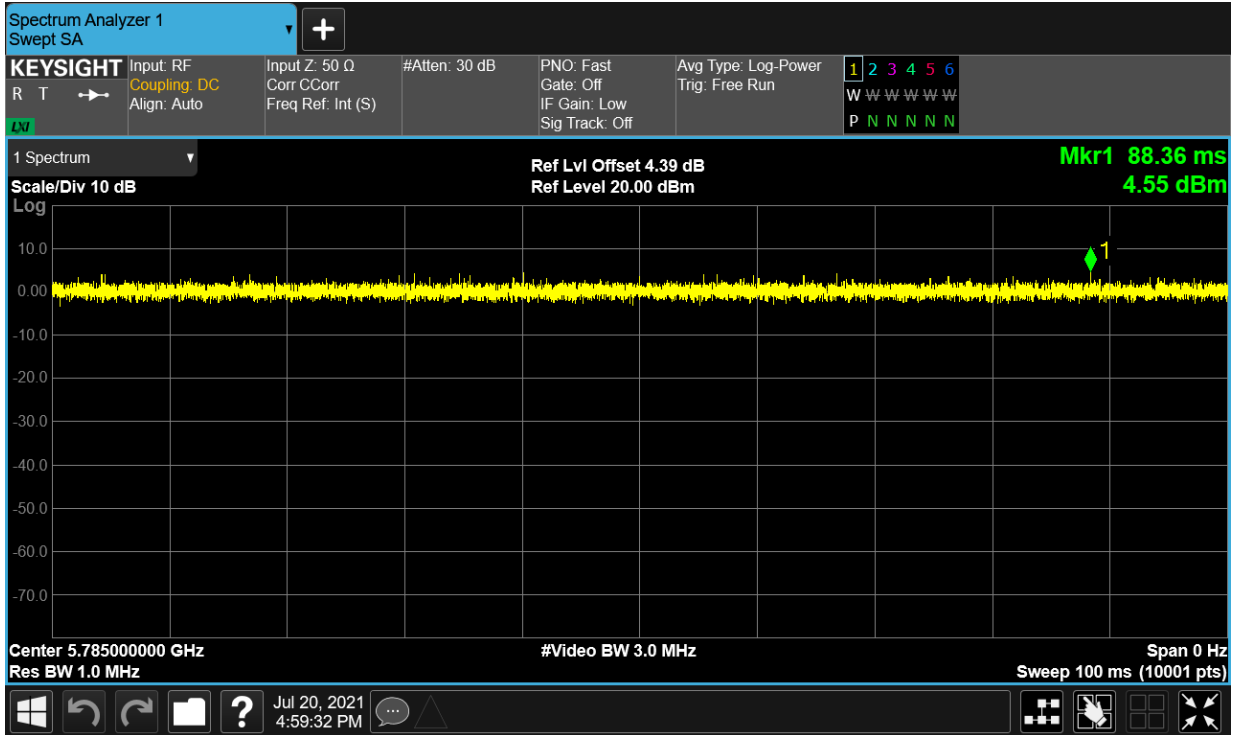 Spectrum Analyzer 1
Swept SA
▼
+
KEYSIGHT
R T
LXI
Input: RF
Coupling: DC
Align: Auto
Input Z: 50 Ω
Corr CCorr
Freq Ref: Int (S)
#Atten: 30 dB
PNO: Fast
Gate: Off
IF Gain: Low
Sig Track: Off
Avg Type: Log-Power
Trig: Free Run
1 2 3 4 5 6
W W W W W W
P N N N N N
1 Spectrum ▼
Scale/Div 10 dB
Log
Ref Lvl Offset 4.39 dB
Ref Level 20.00 dBm
Mkr1 88.36 ms
4.55 dBm
1
10.0
0.00
-10.0
-20.0
-30.0
-40.0
-50.0
-60.0
-70.0
Center 5.785000000 GHz
Res BW 1.0 MHz
#Video BW 3.0 MHz
Span 0 Hz
Sweep 100 ms (10001 pts)
?
Jul 20, 2021
4:59:32 PM